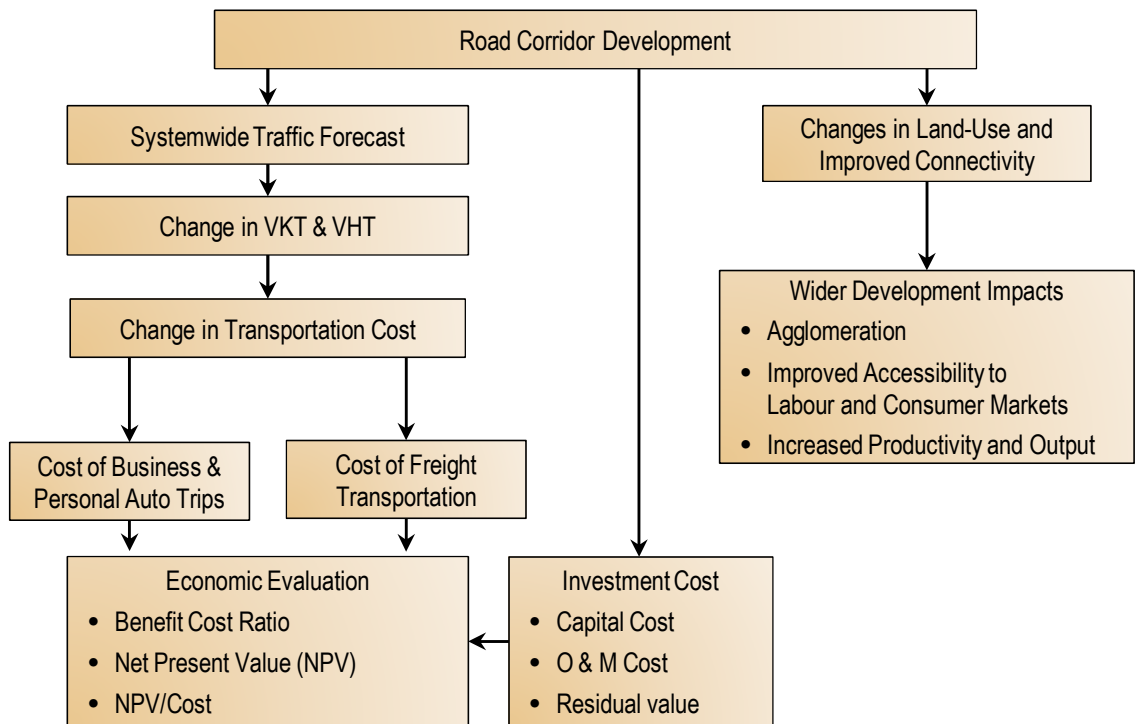 Road Corridor Development
Systemwide Traffic Forecast
Changes in Land-Use and
Improved Connectivity
Change in VKT & VHT
Change in Transportation Cost
Wider Development Impacts
• Agglomeration
• Improved Accessibility to
Labour and Consumer Markets
• Increased Productivity and Output
Cost of Business &
Personal Auto Trips
Cost of Freight
Transportation
Economic Evaluation
• Benefit Cost Ratio
• Net Present Value (NPV)
• NPV/Cost
Investment Cost
• Capital Cost
• O & M Cost
• Residual value